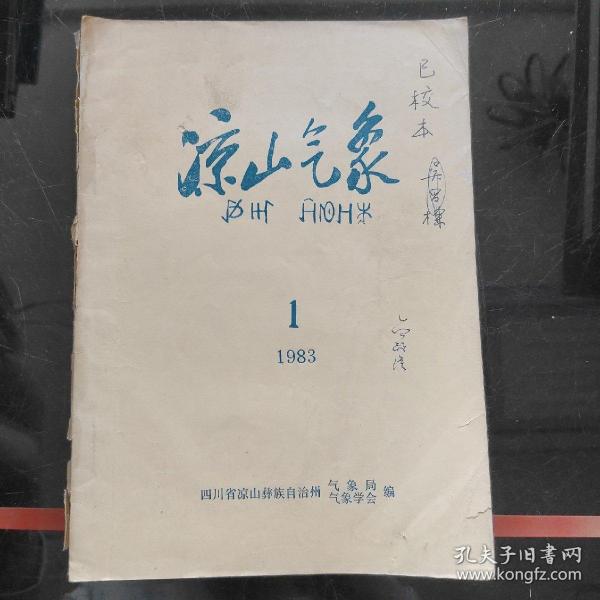 凉山气象
1
1983
四川省凉山彝族自治州 气象局 气象学会 编
已校本
孔夫子旧书网
www.kongfz.com